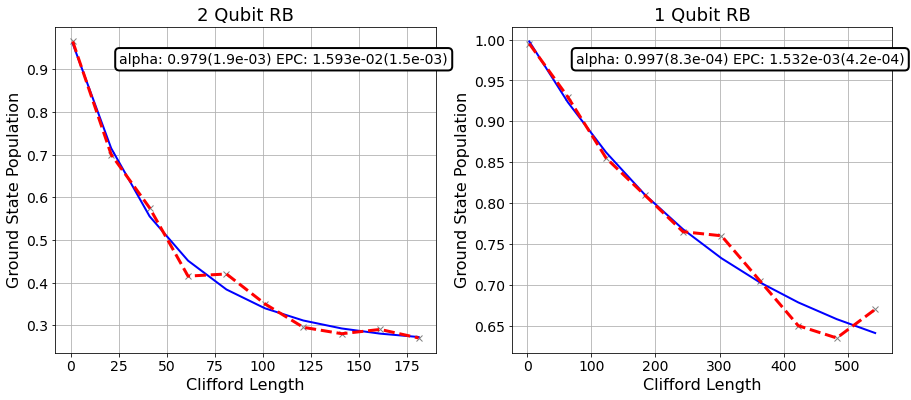 2 Qubit RB
alpha: 0.979(1.9e-03) EPC: 1.593e-02(1.5e-03)
Ground State Population
0.9
0.8
0.7
0.6
0.5
0.4
0.3
0 25 50 75 100 125 150 175
Clifford Length
1 Qubit RB
alpha: 0.997(8.3e-04) EPC: 1.532e-03(4.2e-04)
Ground State Population
1.00
0.95
0.90
0.85
0.80
0.75
0.70
0.65
0 100 200 300 400 500
Clifford Length